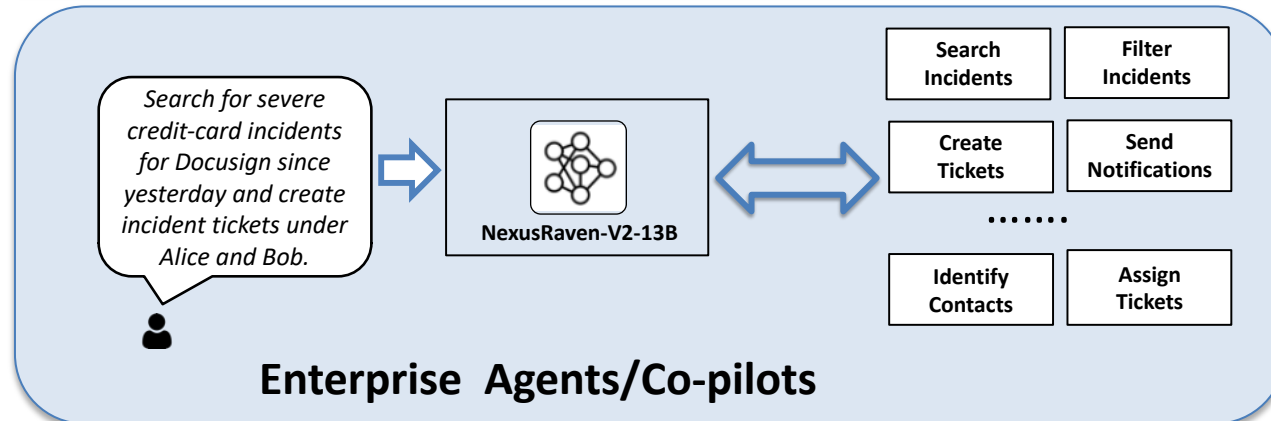 Search for severe
credit-card incidents
for Docusign since
yesterday and create
incident tickets under
Alice and Bob.
NexusRaven-V2-13B
Search
Incidents
Filter
Incidents
Create
Tickets
Send
Notifications
.......
Identify
Contacts
Assign
Tickets
Enterprise Agents/Co-pilots